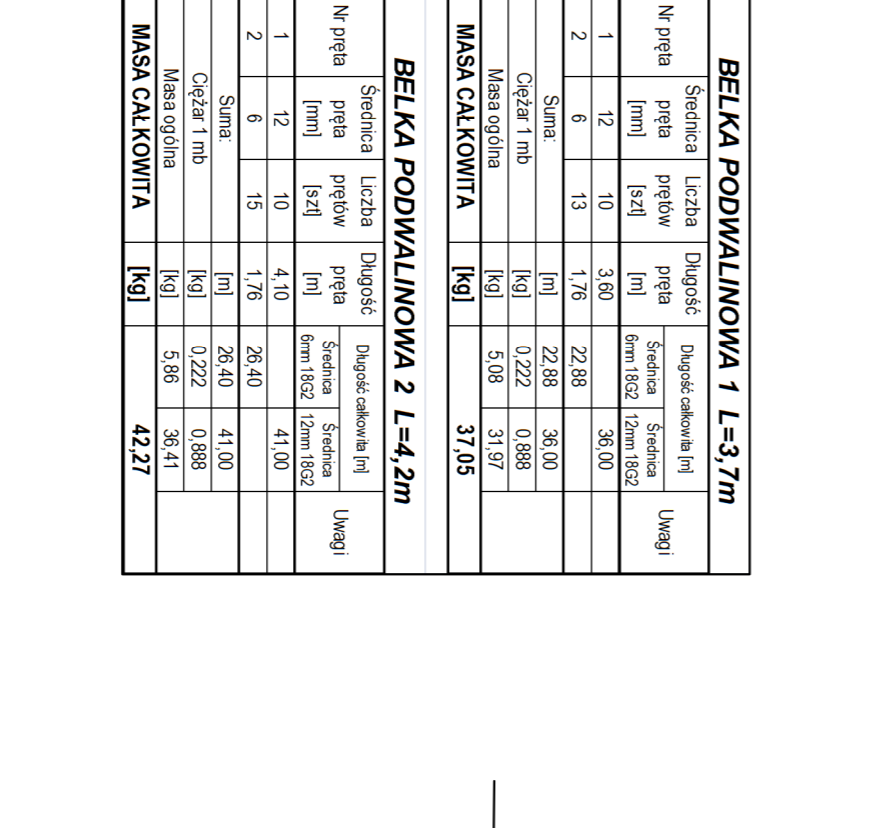 BELKA PODWALINOWA 1 L=3,7m
Nr pręta Średnica pręta [mm] Liczba prętów [szt] Długość pręta [m] Długość całkowita [m] Uwagi
Średnica 6mm 18G2 Średnica 12mm 18G2
1 12 10 3,60 36,00
2 6 13 1,76 22,88
Suma: [m] 22,88 36,00
Ciężar 1 mb [kg] 0,222 0,888
Masa ogólna [kg] 5,08 31,97
MASA CAŁKOWITA [kg] 37,05
BELKA PODWALINOWA 2 L=4,2m
Nr pręta Średnica pręta [mm] Liczba prętów [szt] Długość pręta [m] Długość całkowita [m] Uwagi
Średnica 6mm 18G2 Średnica 12mm 18G2
1 12 10 4,10 41,00
2 6 15 1,76 26,40
Suma: [m] 26,40 41,00
Ciężar 1 mb [kg] 0,222 0,888
Masa ogólna [kg] 5,86 36,41
MASA CAŁKOWITA [kg] 42,27